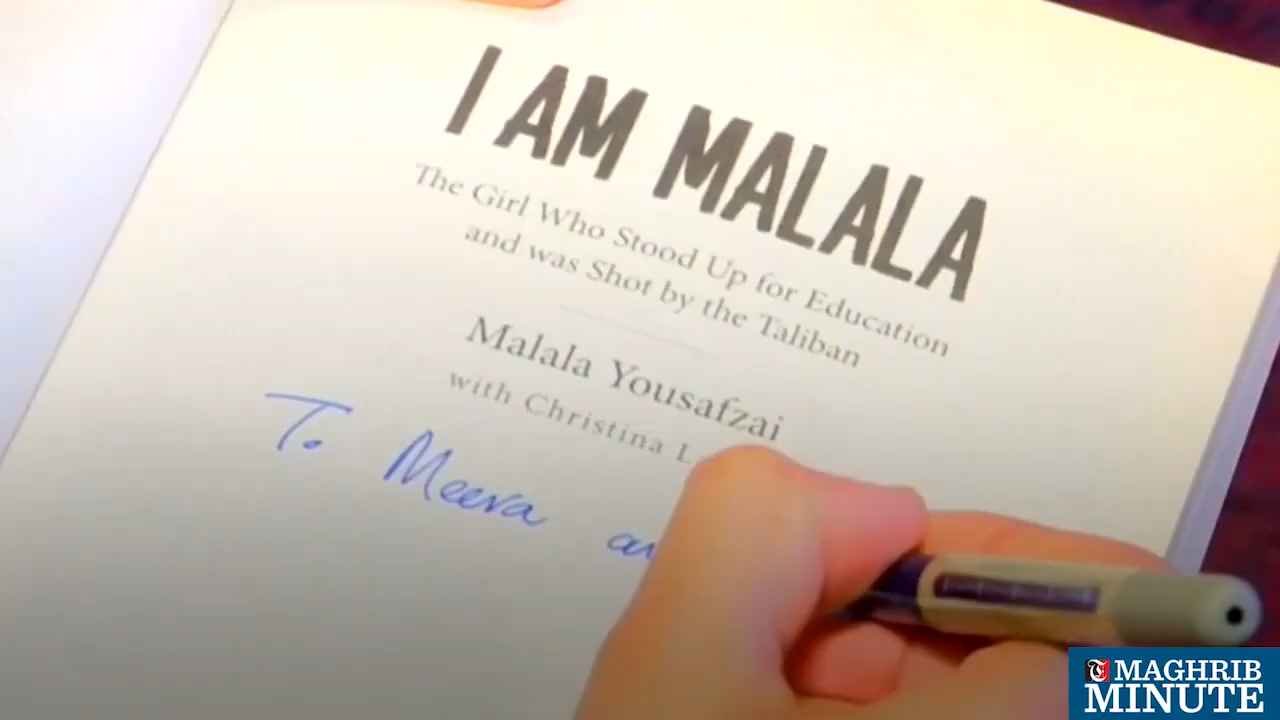 I AM MALALA
The Girl Who Stood Up for Education
and was Shot by the Taliban
Malala Yousafzai
with Christina L
To Meera
MAGHRIB
MINUTE